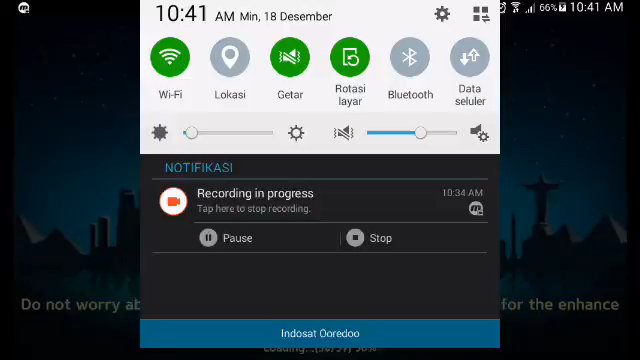 10:41 AM Min, 18 Desember
66% 10:41 AM
Wi-Fi
Lokasi
Getar
Rotasi layar
Bluetooth
Data seluler
NOTIFIKASI
Recording in progress 10:34 AM
Tap here to stop recording.
Pause
Stop
Do not worry ab
for the enhance
Indosat Ooredoo